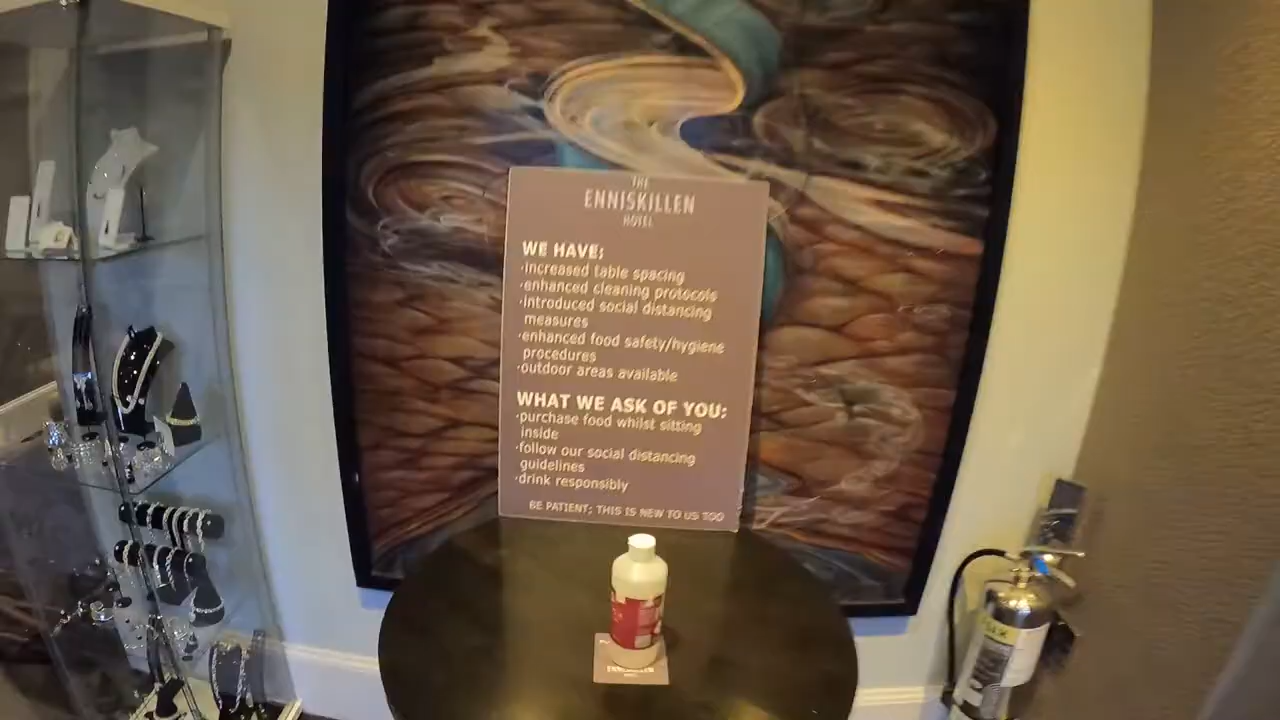 THE
ENNISKILLEN
HOTEL
WE HAVE:
·increased table spacing
·enhanced cleaning protocols
·introduced social distancing
measures
·enhanced food safety/hygiene
procedures
·outdoor areas available
WHAT WE ASK OF YOU:
·purchase food whilst sitting
inside
·follow our social distancing
guidelines
·drink responsibly
BE PATIENT; THIS IS NEW TO US TOO
ENNISKILLEN